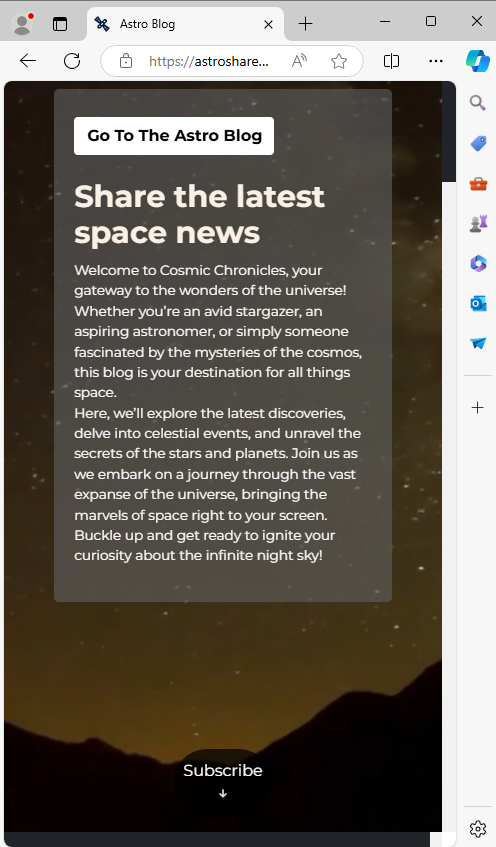 Astro Blog
https://astroshare...
Go To The Astro Blog
Share the latest
space news
Welcome to Cosmic Chronicles, your
gateway to the wonders of the universe!
Whether you’re an avid stargazer, an
aspiring astronomer, or simply someone
fascinated by the mysteries of the cosmos,
this blog is your destination for all things
space.
Here, we’ll explore the latest discoveries,
delve into celestial events, and unravel the
secrets of the stars and planets. Join us as
we embark on a journey through the vast
expanse of the universe, bringing the
marvels of space right to your screen.
Buckle up and get ready to ignite your
curiosity about the infinite night sky!
Subscribe